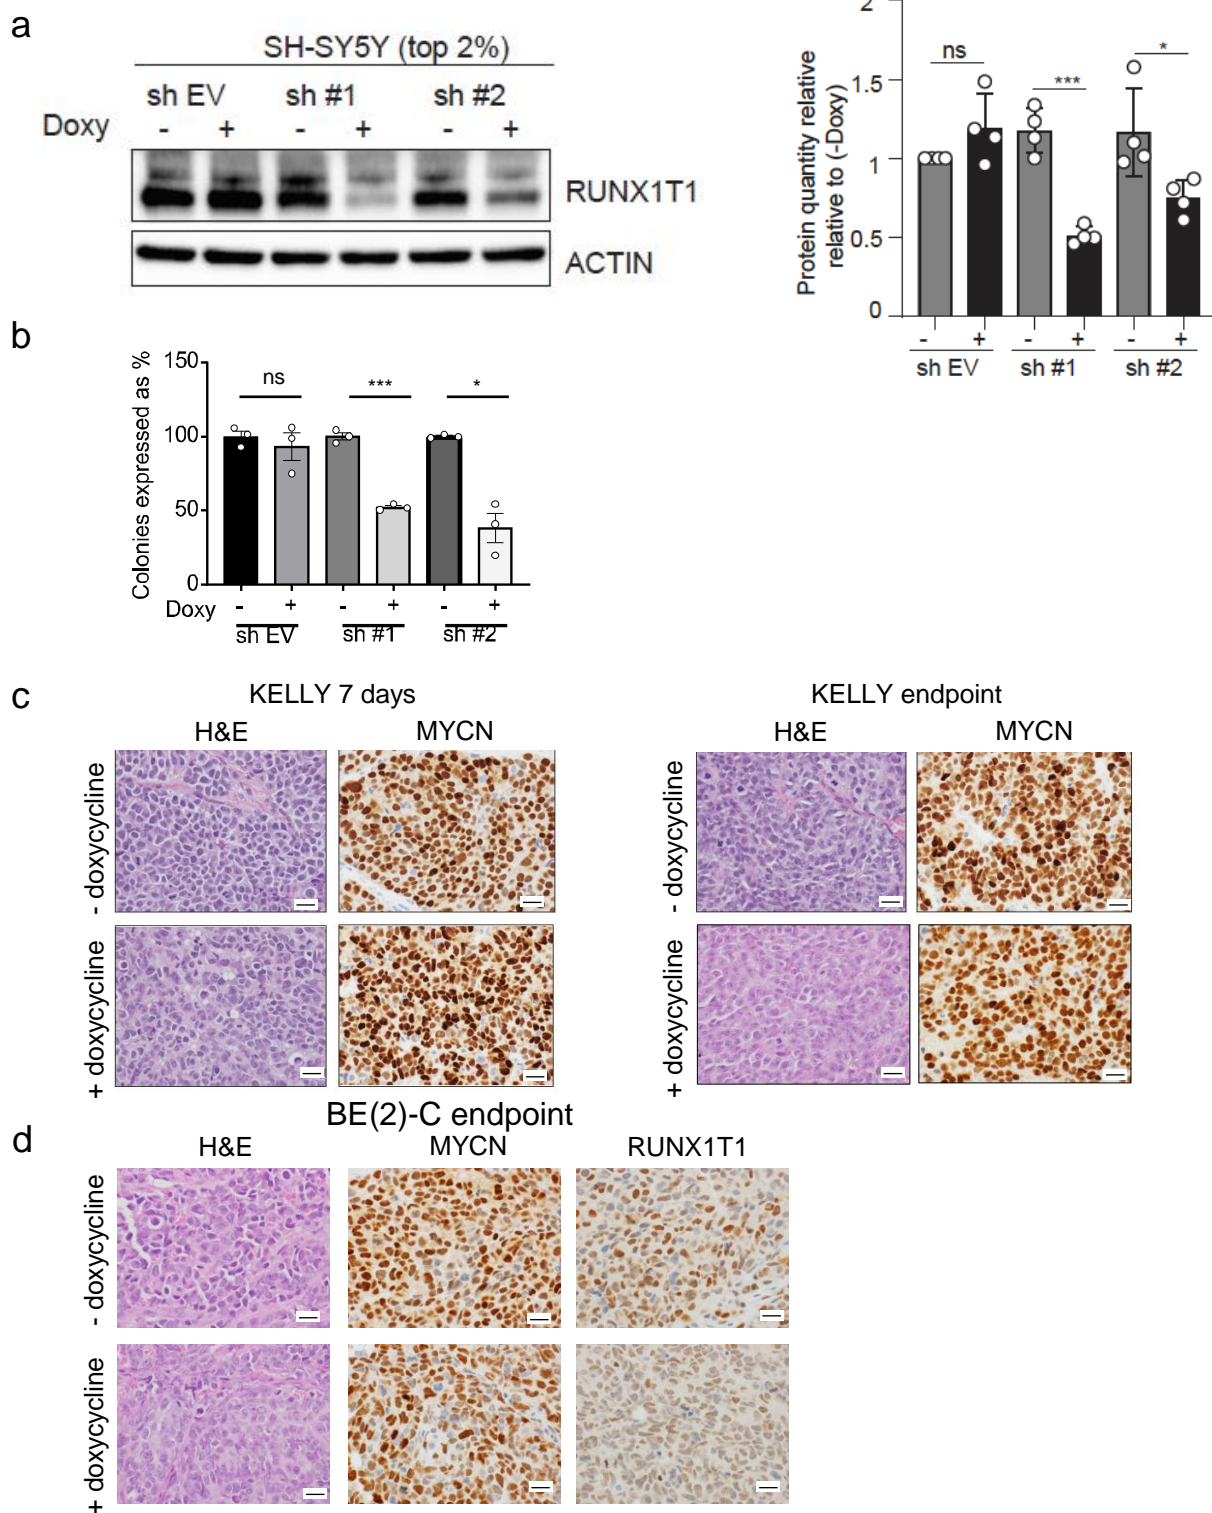 a
SH-SY5Y (top 2%)
sh EV sh #1 sh #2
Doxy - + - + - +
RUNX1T1
ACTIN
Protein quantity relative
relative to (-Doxy)
2
1.5
1
0.5
0
ns *** *
- + - + - +
sh EV sh #1 sh #2
b
Colonies expressed as %
150
100
50
0
ns *** *
Doxy - + - + - +
sh EV sh #1 sh #2
c
KELLY 7 days
H&E MYCN
- doxycycline
+ doxycycline
KELLY endpoint
H&E MYCN
- doxycycline
+ doxycycline
d
BE(2)-C endpoint
H&E MYCN RUNX1T1
- doxycycline
+ doxycycline